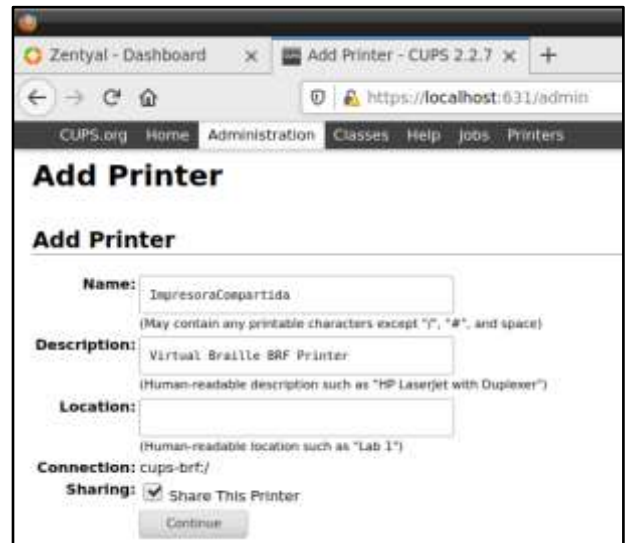 Zentyal - Dashboard × Add Printer - CUPS 2.2.7 × +
https://localhost:631/admin
CUPS.org Home Administration Classes Help Jobs Printers
Add Printer
Add Printer
Name: ImpresoraCompartida
(May contain any printable characters except "/", "#", and space)
Description: Virtual Braille BRF Printer
(Human-readable description such as "HP LaserJet with Duplexer")
Location:
(Human-readable location such as "Lab 1")
Connection: cups-brf:/
Sharing: Share This Printer
Continue